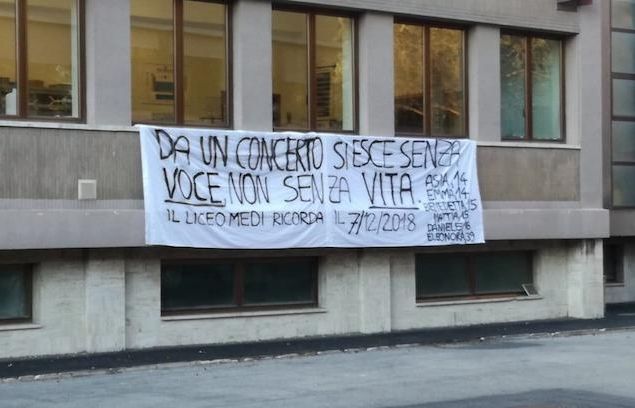 DA UN CONCERTO SI ESCE SENZA
VOCE NON SENZA VITA.
IL LICEO MEDI RICORDA IL 7/12/2018
ASIA 14
EMMA 14
BENEDETTA 15
MATTIA 15
DANIELE 16
ELEONORA 39